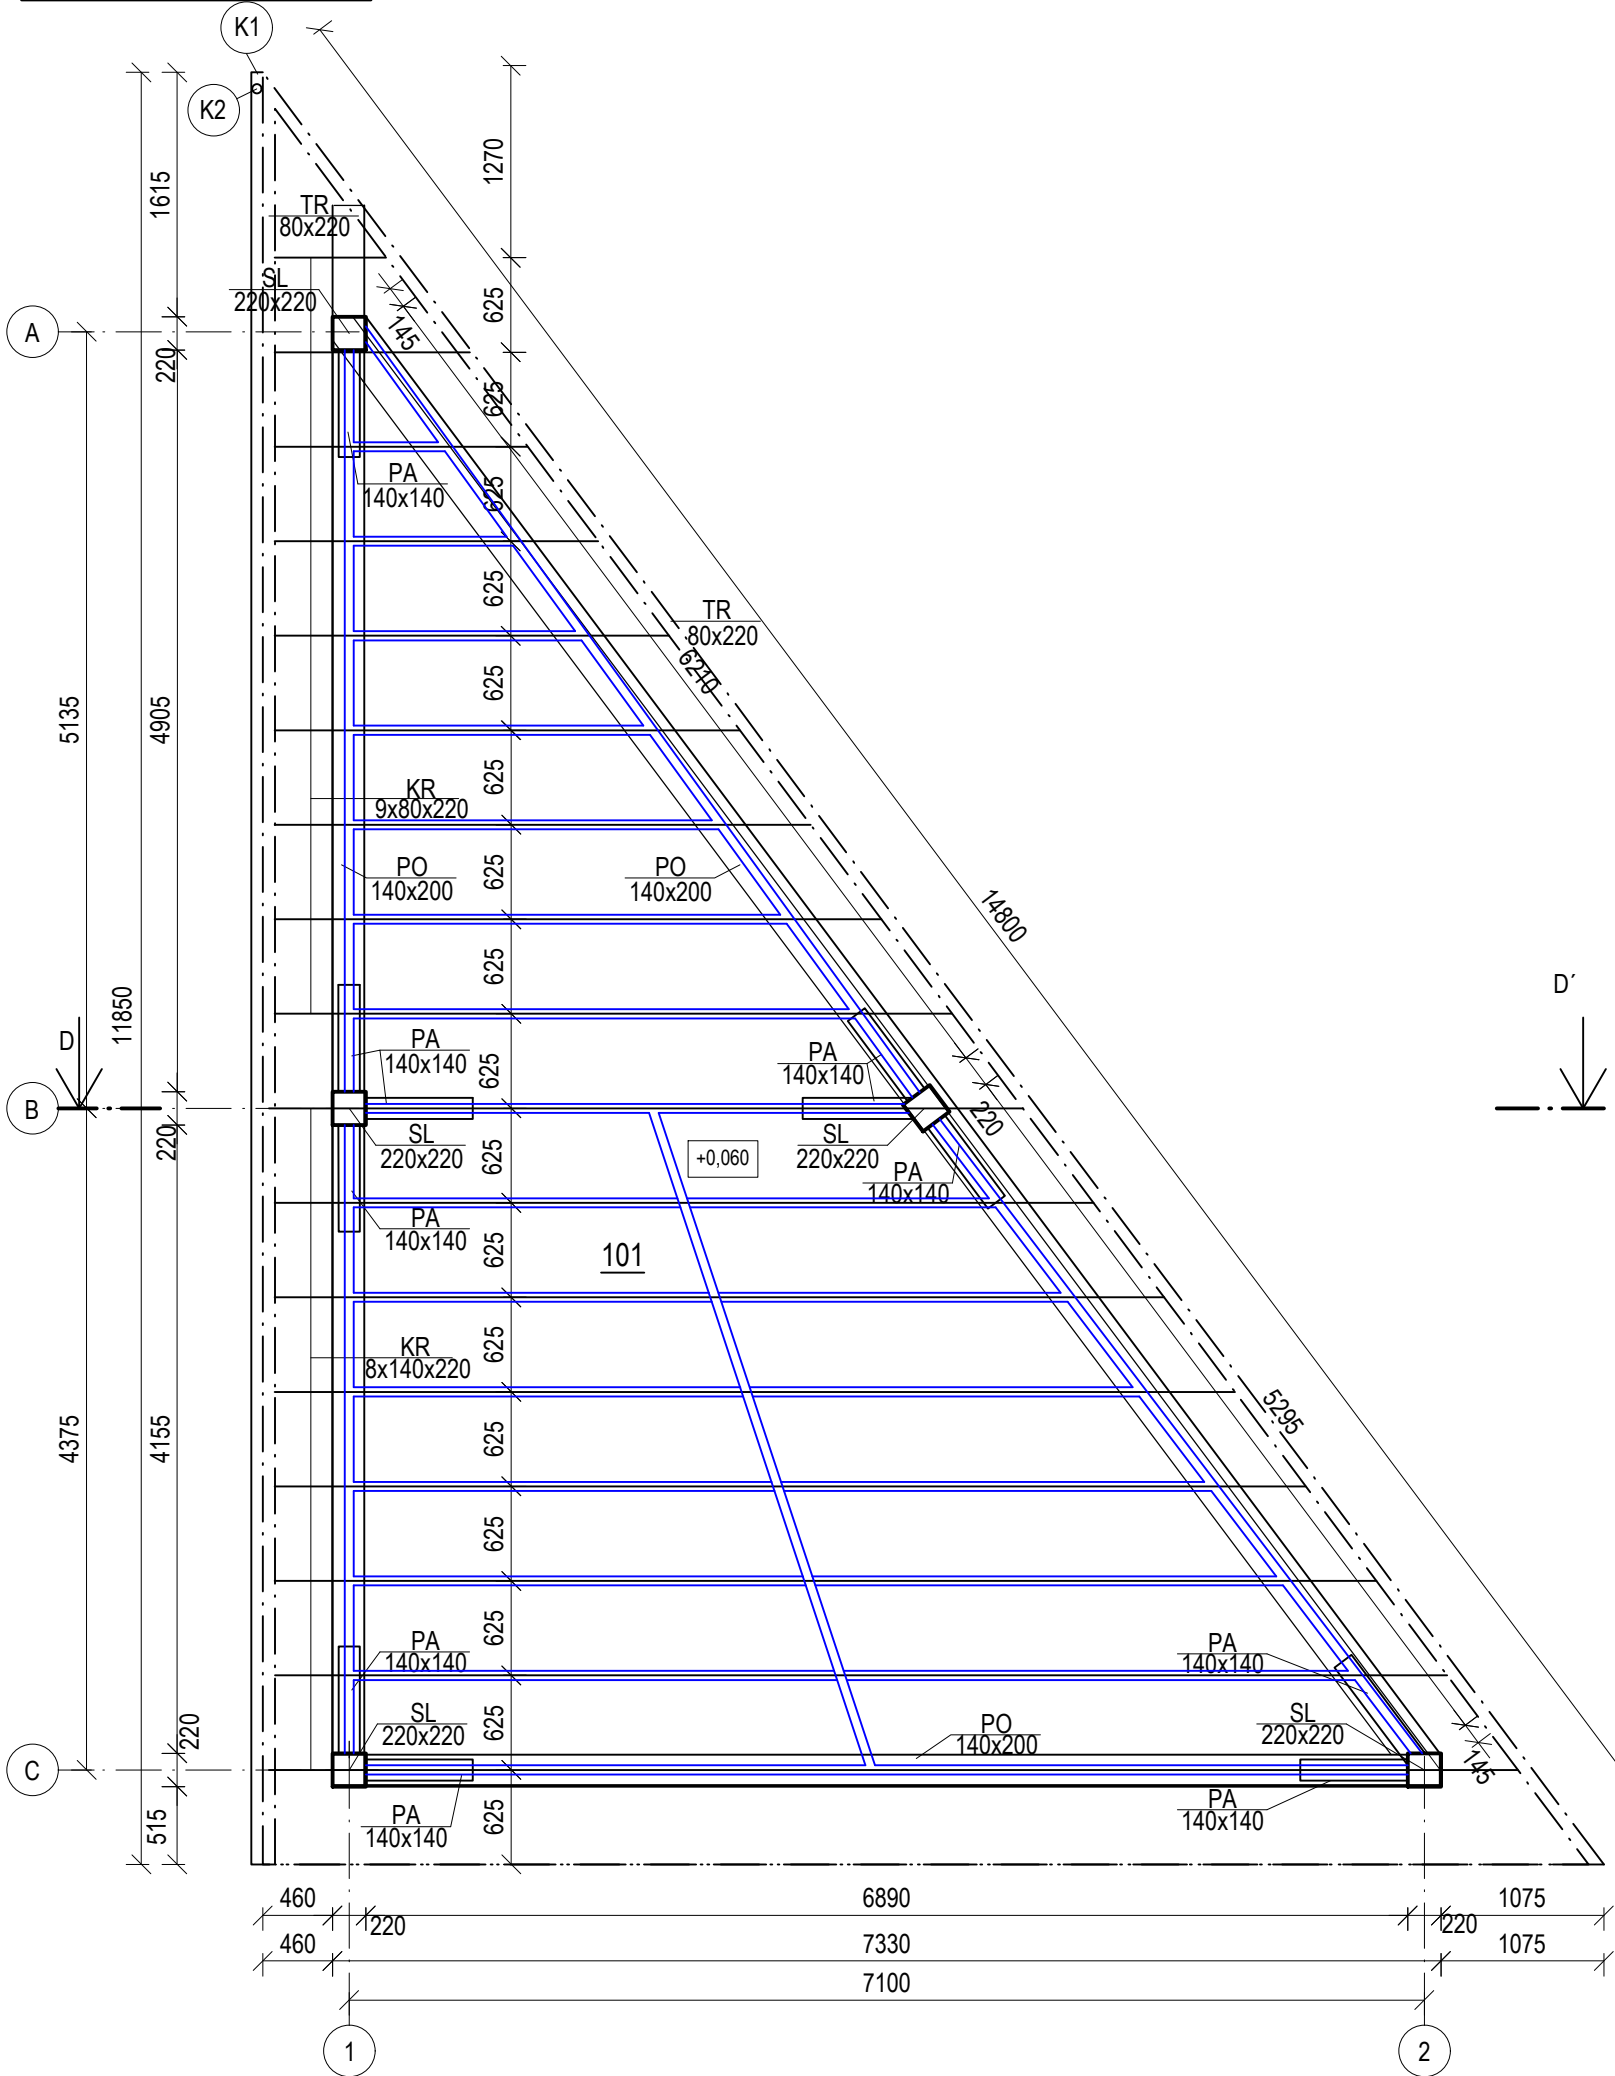 K1
K2
1270
1615
TR
80x220
SL
220x220
625
A
145
220
625
PA
140x140
625
625
TR
80x220
6210
625
5135
4905
KR
9x80x220
625
PO
140x200
625
PO
140x200
14800
625
D´
11850
D
PA
140x140
625
PA
140x140
B
220
SL
220x220
625
+0,060
SL
220x220
220
PA
140x140
PA
140x140
625
101
KR
8x140x220
625
4375
4155
625
5295
625
PA
140x140
625
PA
140x140
220
SL
220x220
625
PO
140x200
SL
220x220
C
145
515
PA
140x140
625
PA
140x140
460
220
6890
220
1075
460
7330
1075
7100
1
2